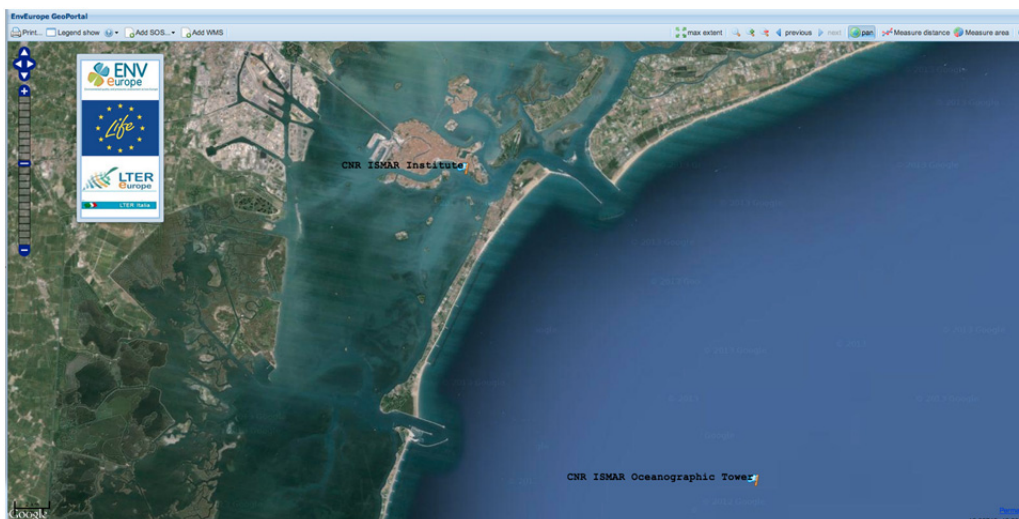 EnvEurope GeoPortal
Print... Legend show Add SOS... Add WMS max extent previous next pan Measure distance Measure area
ENV
europe
Life
LTER
europe
LTER Italia
CNR ISMAR Institute
CNR ISMAR Oceanographic Tower
Google